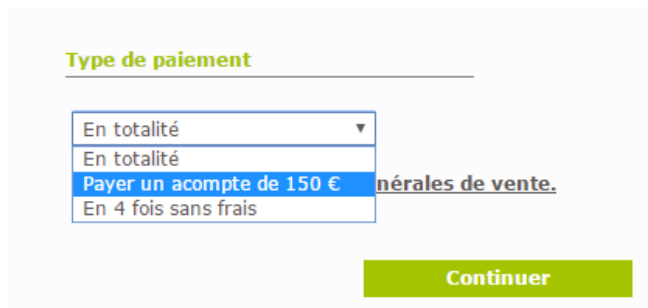 Type de paiement
En totalité
En totalité
Payer un acompte de 150 € nérales de vente.
En 4 fois sans frais
Continuer